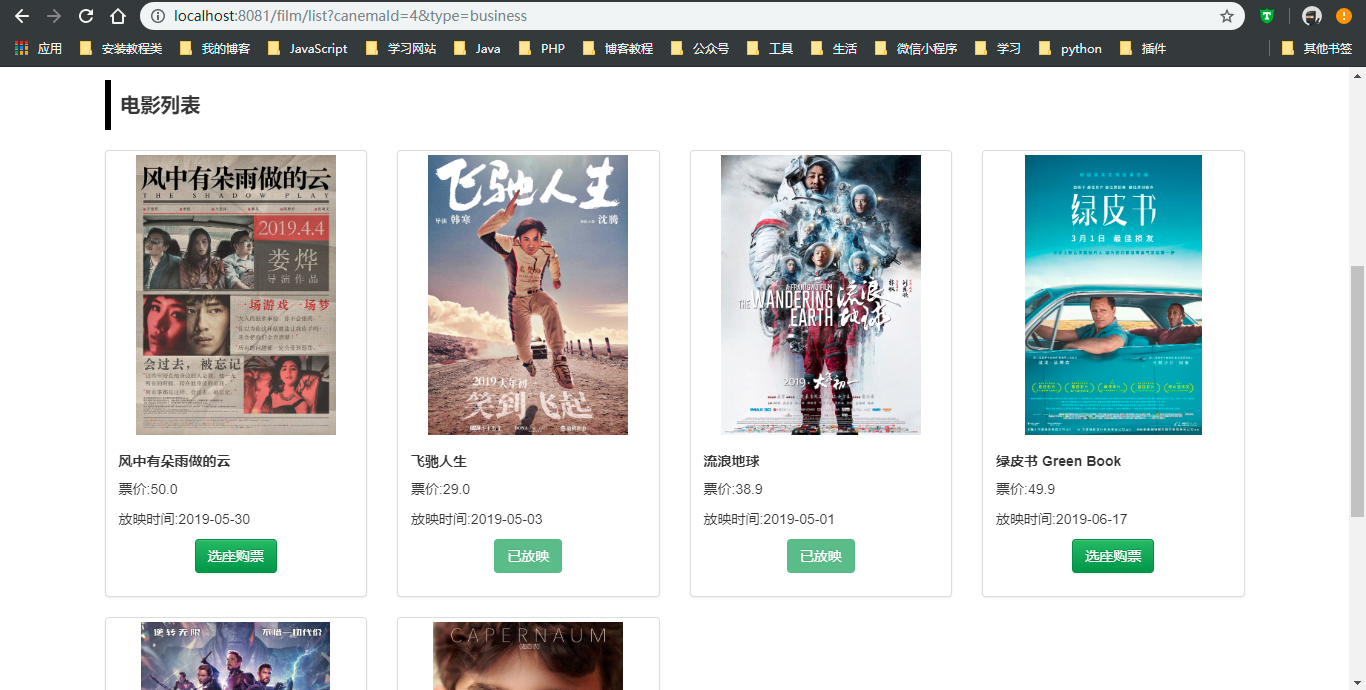 localhost:8081/film/list?canemaId=4&type=business
应用 安装教程类 我的博客 JavaScript 学习网站 Java PHP 博客教程 公众号 工具 生活 微信小程序 学习 python 插件 其他书签
电影列表
风中有朵雨做的云
THE SHADOW PLAY
2019.4.4
娄烨
导演作品
一场游戏一场梦
会过去，被忘记
飞驰人生
导演 韩寒
沈腾
2019大年初一
笑到飞起
THE WANDERING EARTH
流浪地球
2019·大年初一
绿皮书
3月1日 最佳损友
风中有朵雨做的云
票价:50.0
放映时间:2019-05-30
选座购票
飞驰人生
票价:29.0
放映时间:2019-05-03
已放映
流浪地球
票价:38.9
放映时间:2019-05-01
已放映
绿皮书 Green Book
票价:49.9
放映时间:2019-06-17
选座购票
逆转无限
不惜一切代价
CAPERNAUM